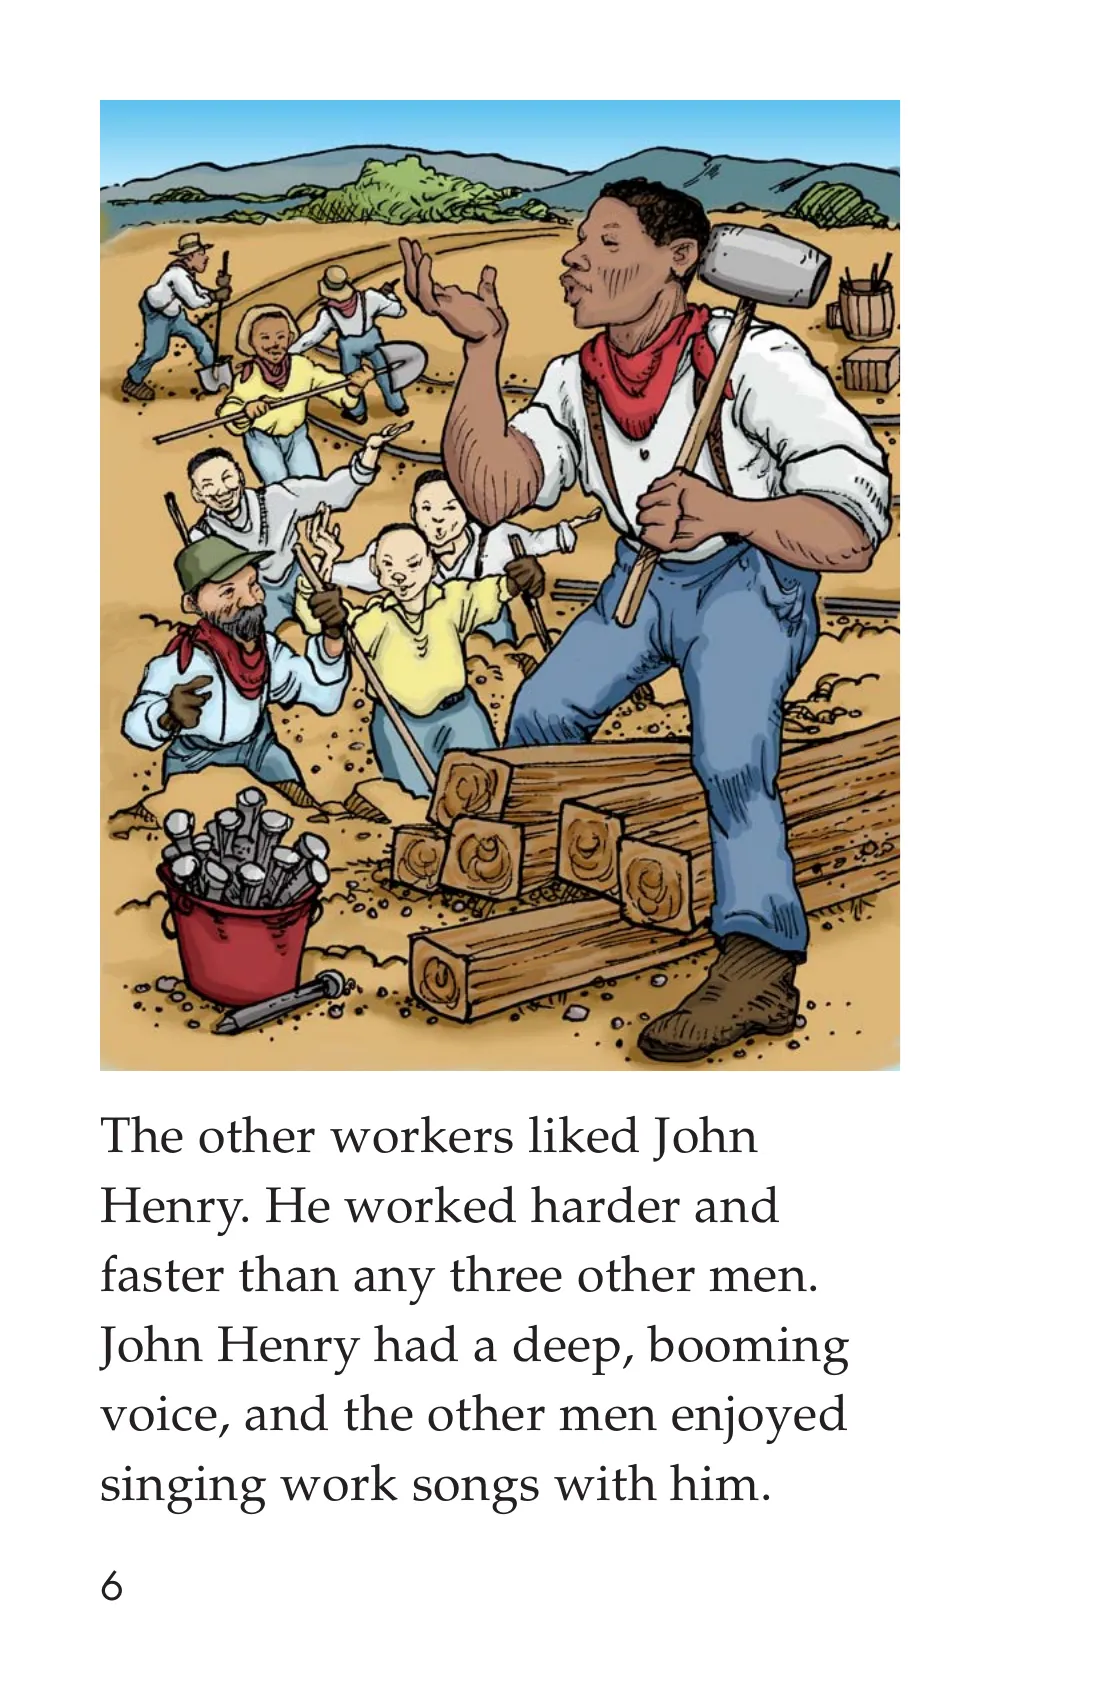 The other workers liked John
Henry. He worked harder and
faster than any three other men.
John Henry had a deep, booming
voice, and the other men enjoyed
singing work songs with him.
6